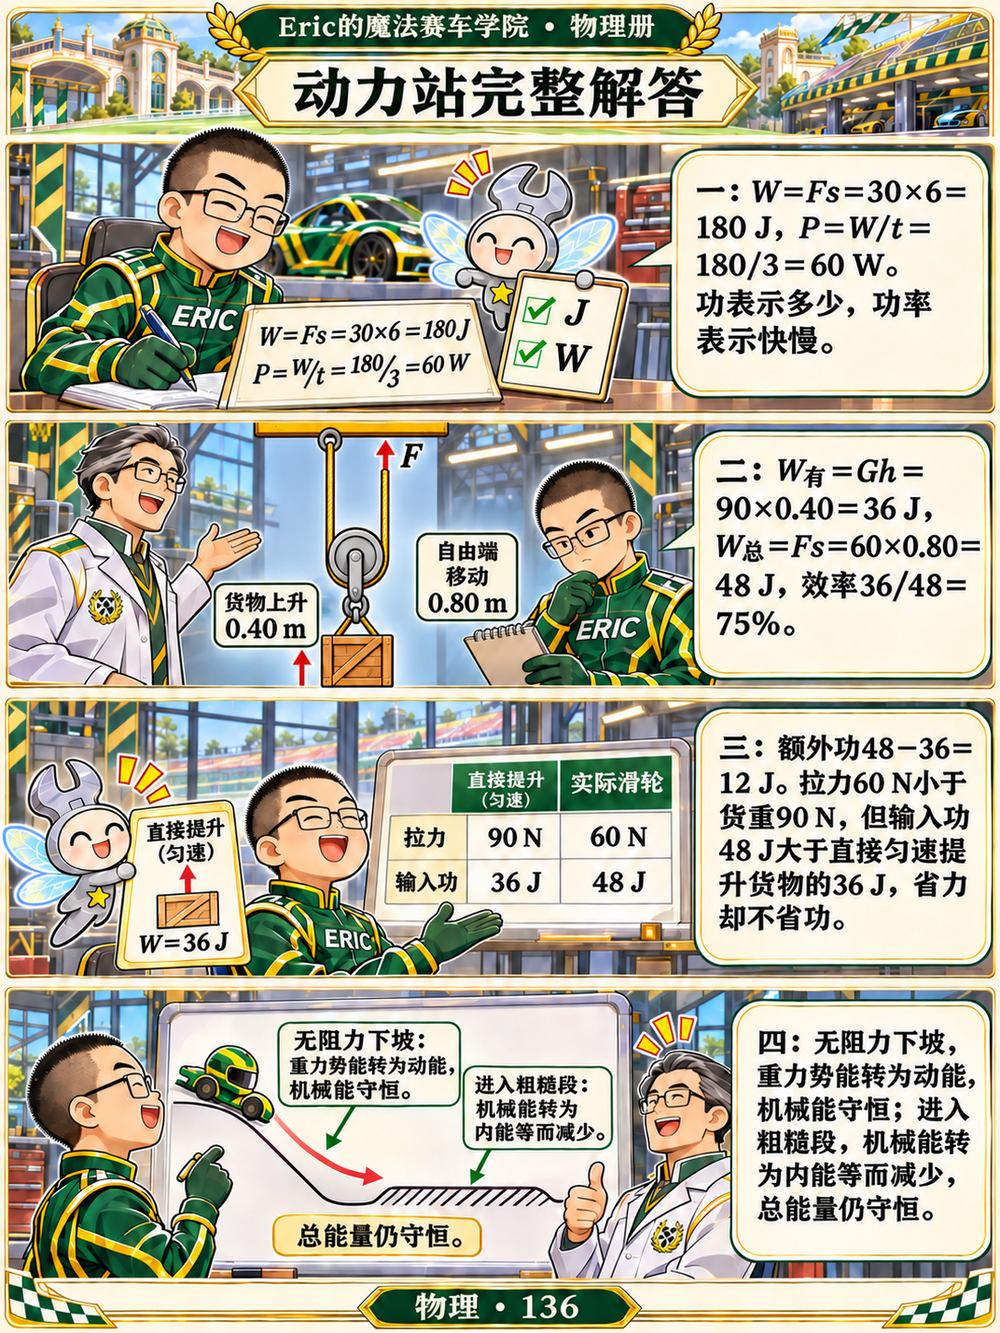 Eric的魔法赛车学院 • 物理册
动力站完整解答
ERIC
W=Fs=30×6=180J
P=W/t=180/3=60 W
J
W
一：W=Fs=30×6=
180 J，P=W/t=
180/3=60 W。
功表示多少，功率
表示快慢。
F
货物上升
0.40 m
自由端
移动
0.80 m
ERIC
二：W有=Gh=
90×0.40=36 J，
W总=Fs=60×0.80=
48 J，效率36/48=
75%。
直接提升
（匀速）
W=36 J
ERIC
直接提升
（匀速）
实际滑轮
拉力 90 N 60 N
输入功 36 J 48 J
三：额外功48−36=
12 J。拉力60 N小于
货重90 N，但输入功
48 J大于直接匀速提
升货物的36 J，省力
却不省功。
无阻力下坡：
重力势能转为动能，
机械能守恒。
进入粗糙段：
机械能转为
内能等而减少。
总能量仍守恒。
四：无阻力下坡，
重力势能转为动能，
机械能守恒；进入
粗糙段，机械能转
为内能等而减少，
总能量仍守恒。
物理 • 136